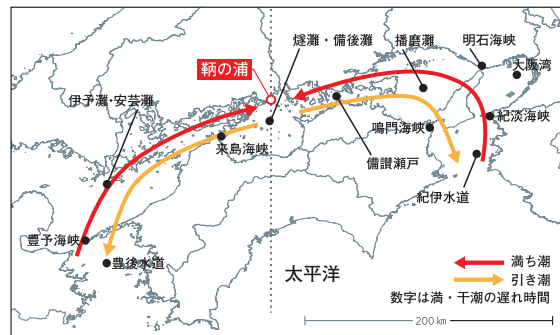 燧灘・備後灘
播磨灘
明石海峡
大阪湾
鞆の浦
伊予灘・安芸灘
紀淡海峡
鳴門海峡
来島海峡
備讃瀬戸
紀伊水道
豊予海峡
豊後水道
太平洋
満ち潮
引き潮
数字は満・干潮の遅れ時間
200㎞